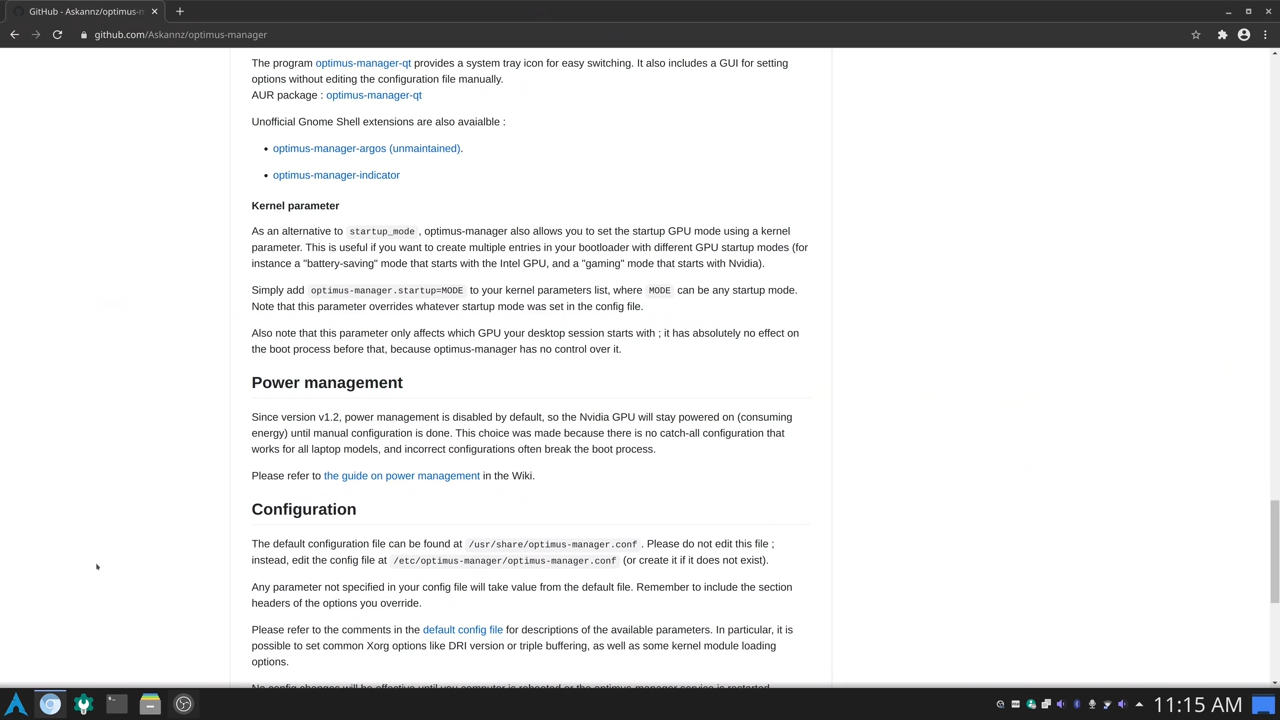 GitHub - Askannz/optimus-m
github.com/Askannz/optimus-manager
The program optimus-manager-qt provides a system tray icon for easy switching. It also includes a GUI for setting
options without editing the configuration file manually.
AUR package : optimus-manager-qt
Unofficial Gnome Shell extensions are also avaialble :
• optimus-manager-argos (unmaintained).
• optimus-manager-indicator
Kernel parameter
As an alternative to startup_mode , optimus-manager also allows you to set the startup GPU mode using a kernel
parameter. This is useful if you want to create multiple entries in your bootloader with different GPU startup modes (for
instance a "battery-saving" mode that starts with the Intel GPU, and a "gaming" mode that starts with Nvidia).
Simply add optimus-manager.startup=MODE to your kernel parameters list, where MODE can be any startup mode.
Note that this parameter overrides whatever startup mode was set in the config file.
Also note that this parameter only affects which GPU your desktop session starts with ; it has absolutely no effect on
the boot process before that, because optimus-manager has no control over it.
Power management
Since version v1.2, power management is disabled by default, so the Nvidia GPU will stay powered on (consuming
energy) until manual configuration is done. This choice was made because there is no catch-all configuration that
works for all laptop models, and incorrect configurations often break the boot process.
Please refer to the guide on power management in the Wiki.
Configuration
The default configuration file can be found at /usr/share/optimus-manager.conf . Please do not edit this file ;
instead, edit the config file at /etc/optimus-manager/optimus-manager.conf (or create it if it does not exist).
Any parameter not specified in your config file will take value from the default file. Remember to include the section
headers of the options you override.
Please refer to the comments in the default config file for descriptions of the available parameters. In particular, it is
possible to set common Xorg options like DRI version or triple buffering, as well as some kernel module loading
options.
No config changes will be effective until you computer is rebooted or the optimus-manager service is restarted.
11:15 AM